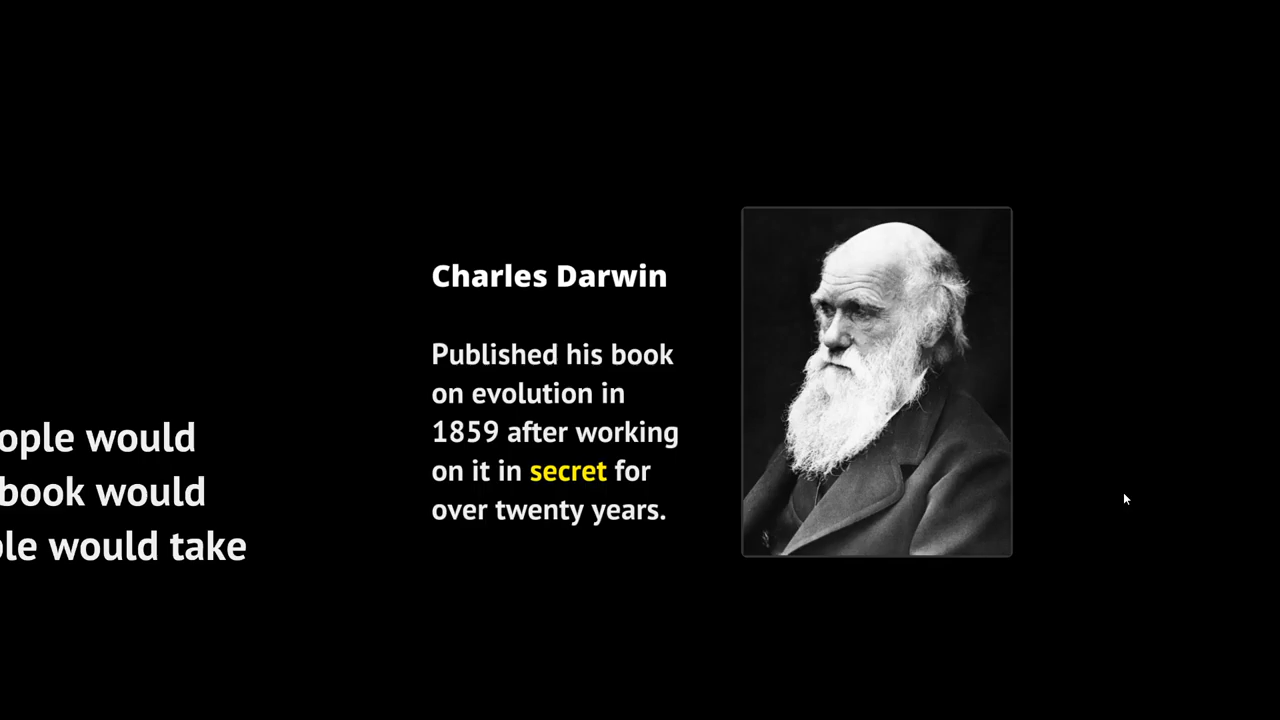 ople would
book would
ole would take
Charles Darwin
Published his book
on evolution in
1859 after working
on it in secret for
over twenty years.